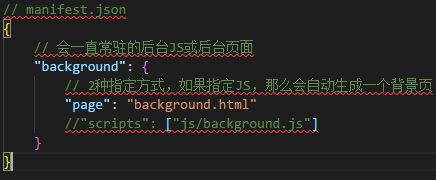 // manifest.json
{
// 会一直常驻的后台JS或后台页面
"background": {
// 2种指定方式，如果指定JS，那么会自动生成一个背景页
"page": "background.html"
//"scripts": ["js/background.js"]
}
}